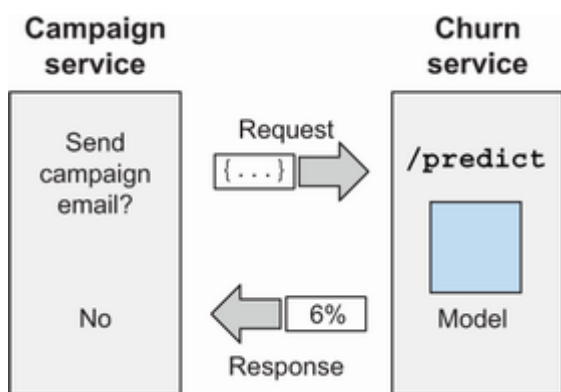 Campaign
service
Churn
service
Send
campaign
email?
Request
{...}
/predict
No
6%
Response
Model